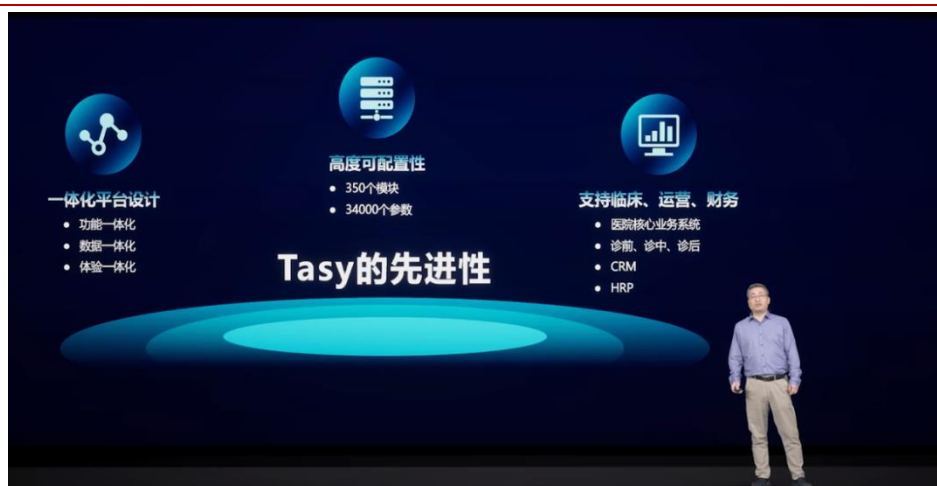 一体化平台设计
• 功能一体化
• 数据一体化
• 体验一体化
高度可配置性
• 350个模块
• 34000个参数
支持临床、运营、财务
• 医院核心业务系统
• 诊前、诊中、诊后
• CRM
• HRP
Tasy的先进性